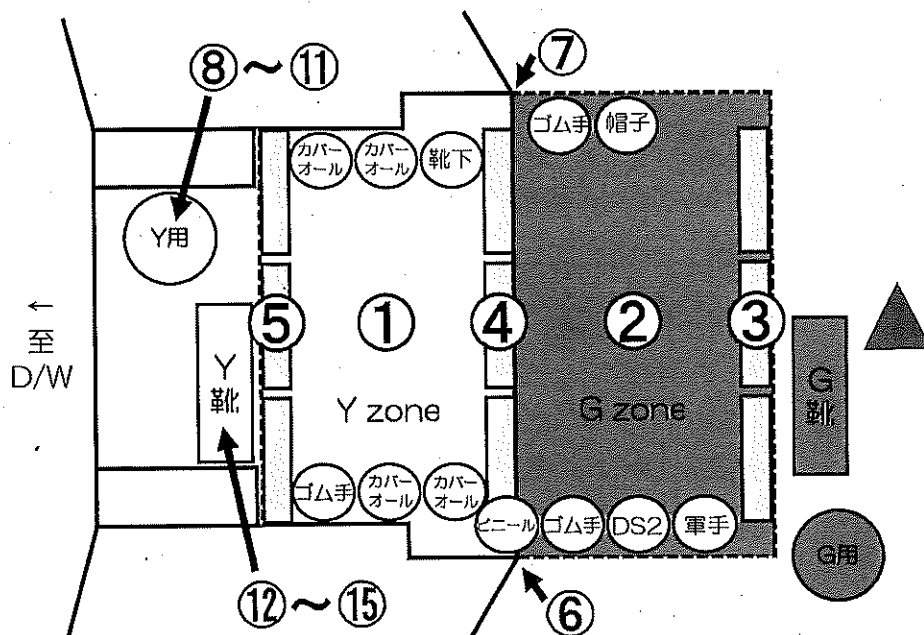 ⑧～⑪
⑦
ゴム手
帽子
カバー
オール
カバー
オール
靴下
Y用
←
至
D/W
⑤
①
④
②
③
Y
靴
Y zone
G zone
G
靴
ゴム手
カバー
オール
カバー
オール
ビニール
ゴム手
DS2
軍手
G用
⑫～⑮
⑥